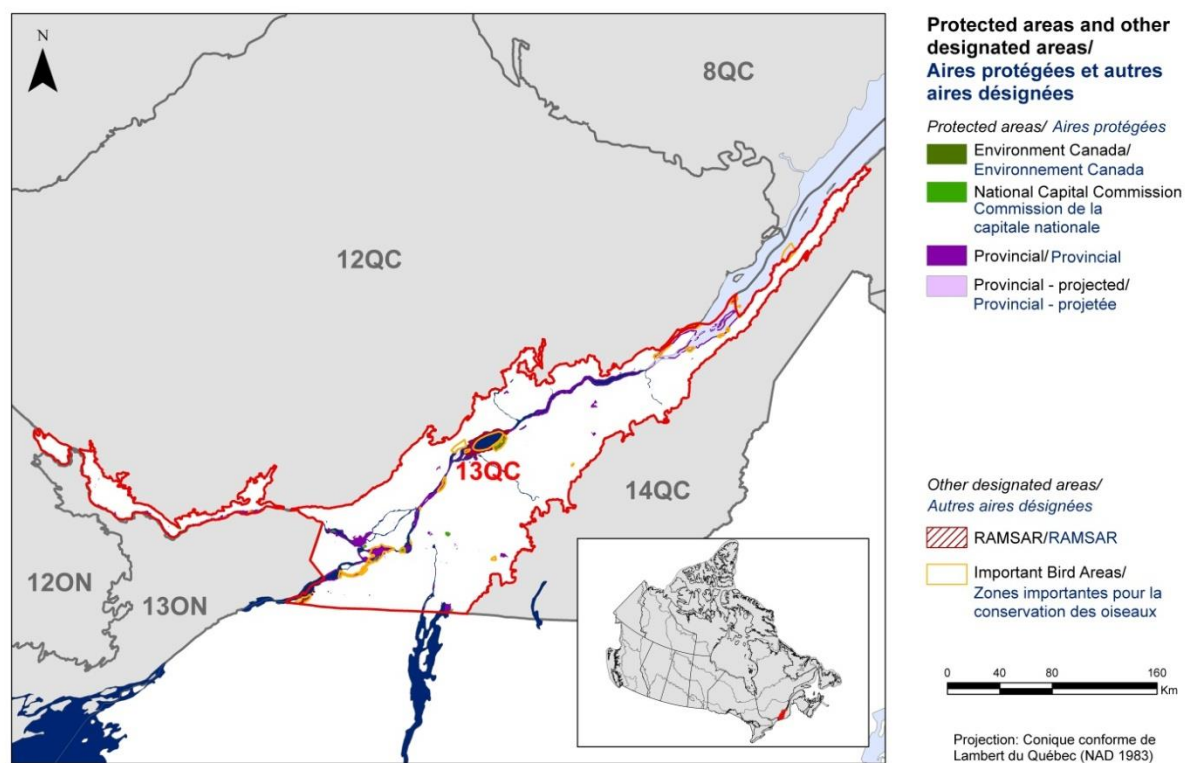 N
8QC
12QC
13QC
14QC
12ON
13ON
Protected areas and other
designated areas/
Aires protégées et autres
aires désignées
Protected areas/ Aires protégées
Environment Canada/
Environnement Canada
National Capital Commission
Commission de la
capitale nationale
Provincial/ Provincial
Provincial - projected/
Provincial - projetée
Other designated areas/
Autres aires désignées
RAMSAR/RAMSAR
Important Bird Areas/
Zones importantes pour la
conservation des oiseaux
0 40 80 120 160
Km
Projection: Conique conforme de
Lambert du Québec (NAD 1983)